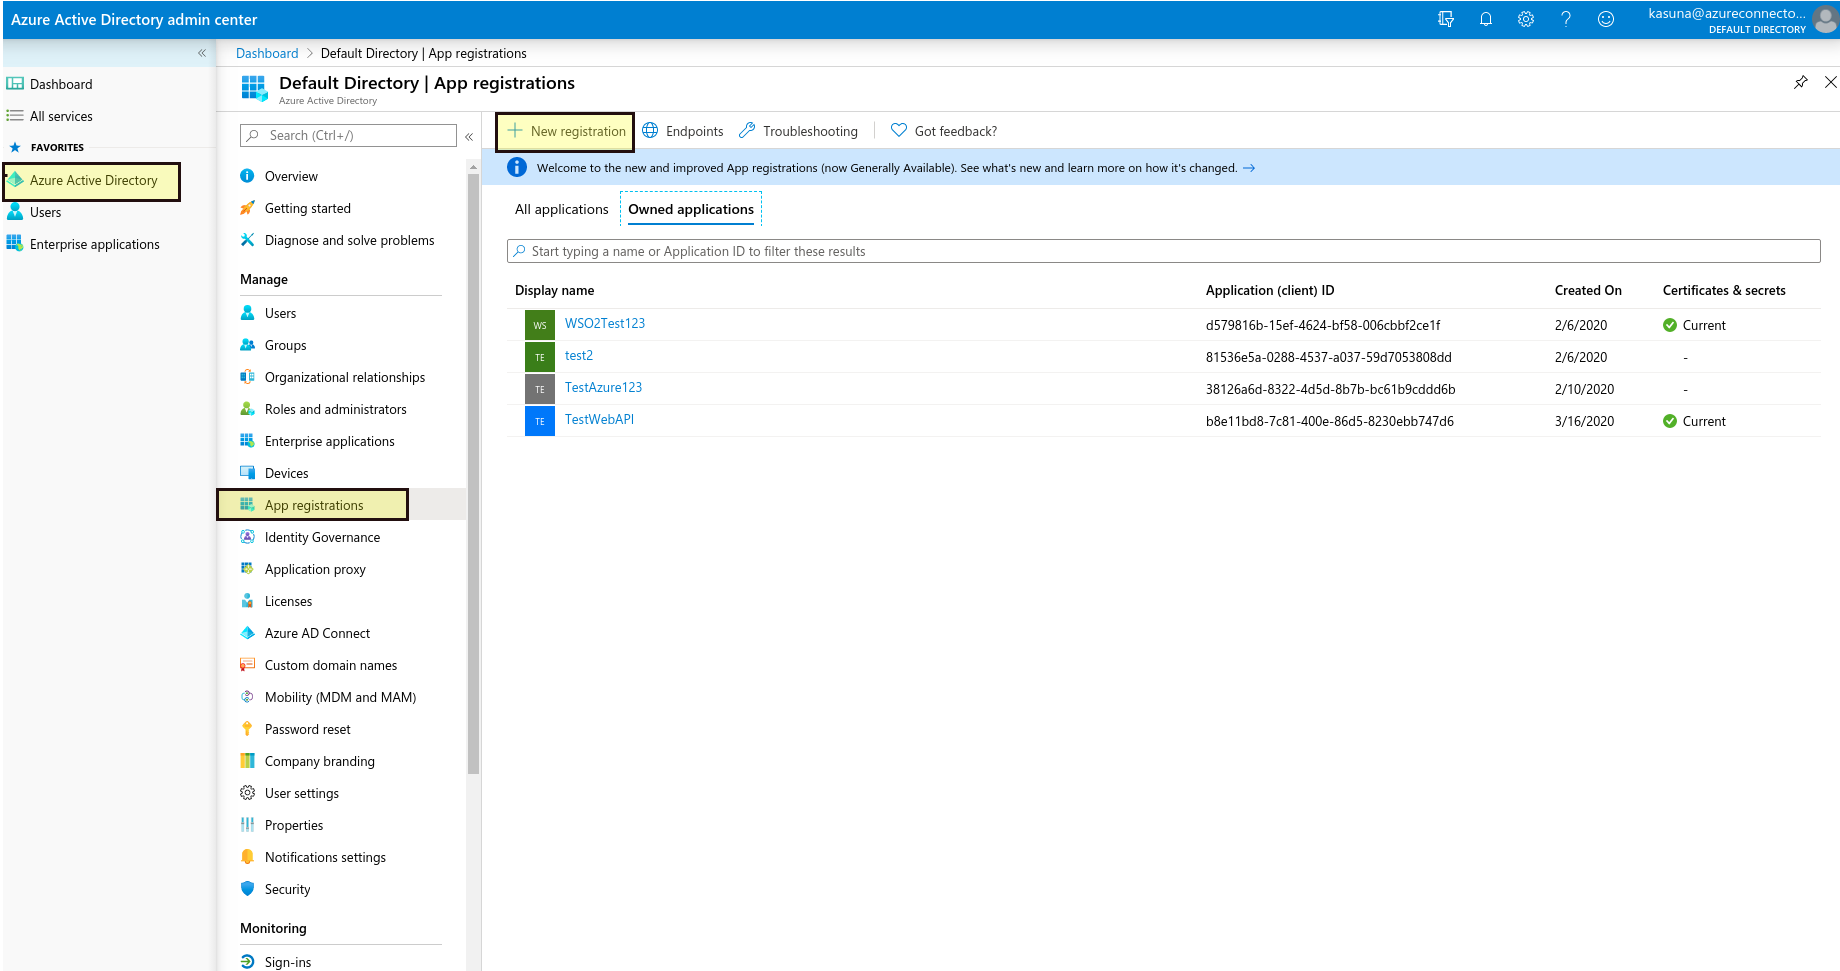 Azure Active Directory admin center
kasuna@azureconnecto...
DEFAULT DIRECTORY
«
Dashboard
All services
FAVORITES
Azure Active Directory
Users
Enterprise applications
Dashboard > Default Directory | App registrations
Default Directory | App registrations
Azure Active Directory
Search (Ctrl+/)
«
Overview
Getting started
Diagnose and solve problems
Manage
Users
Groups
Organizational relationships
Roles and administrators
Enterprise applications
Devices
App registrations
Identity Governance
Application proxy
Licenses
Azure AD Connect
Custom domain names
Mobility (MDM and MAM)
Password reset
Company branding
User settings
Properties
Notifications settings
Security
Monitoring
Sign-ins
New registration Endpoints Troubleshooting Got feedback?
Welcome to the new and improved App registrations (now Generally Available). See what's new and learn more on how it's changed. →
All applications Owned applications
Start typing a name or Application ID to filter these results
Display name Application (client) ID Created On Certificates & secrets
WS WSO2Test123 d579816b-15ef-4624-bf58-006cbbf2ce1f 2/6/2020 Current
TE test2 81536e5a-0288-4537-a037-59d7053808dd 2/6/2020 -
TE TestAzure123 38126a6d-8322-4d5d-8b7b-bc61b9cddd6b 2/10/2020 -
TE TestWebAPI b8e11bd8-7c81-400e-86d5-8230ebb747d6 3/16/2020 Current